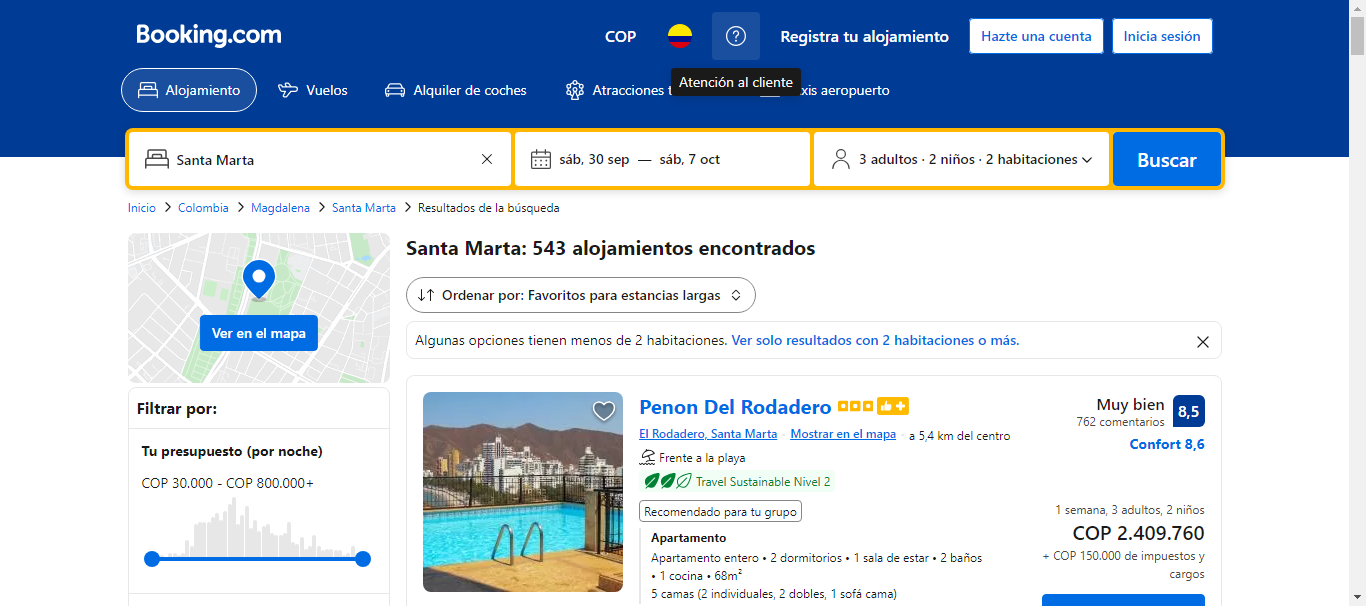 Booking.com
COP
Registra tu alojamiento
Hazte una cuenta
Inicia sesión
Atención al cliente
Alojamiento
Vuelos
Alquiler de coches
Atracciones
aeropuerto
Santa Marta
sáb, 30 sep — sáb, 7 oct
3 adultos · 2 niños · 2 habitaciones
Buscar
Inicio > Colombia > Magdalena > Santa Marta > Resultados de la búsqueda
Ver en el mapa
Filtrar por:
Tu presupuesto (por noche)
COP 30.000 - COP 800.000+
Santa Marta: 543 alojamientos encontrados
Ordenar por: Favoritos para estancias largas
Algunas opciones tienen menos de 2 habitaciones. Ver solo resultados con 2 habitaciones o más.
Penon Del Rodadero
El Rodadero, Santa Marta · Mostrar en el mapa · a 5,4 km del centro
Frente a la playa
Travel Sustainable Nivel 2
Recomendado para tu grupo
Apartamento
Apartamento entero • 2 dormitorios • 1 sala de estar • 2 baños
• 1 cocina • 68m²
5 camas (2 individuales, 2 dobles, 1 sofá cama)
Muy bien
8,5
762 comentarios
Confort 8,6
1 semana, 3 adultos, 2 niños
COP 2.409.760
+ COP 150.000 de impuestos y
cargos